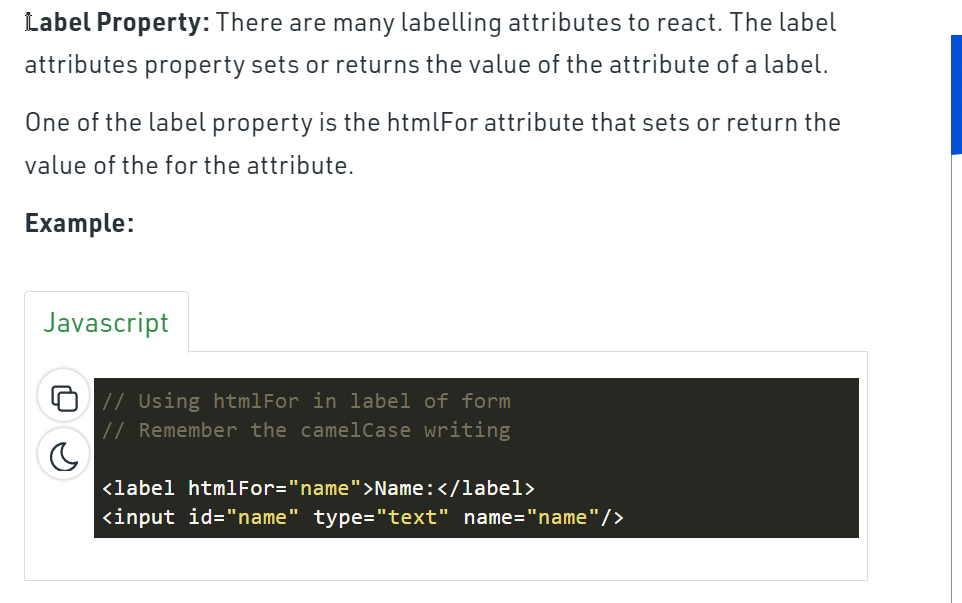 Label Property: There are many labelling attributes to react. The label
attributes property sets or returns the value of the attribute of a label.
One of the label property is the htmlFor attribute that sets or return the
value of the for the attribute.
Example:
Javascript
// Using htmlFor in label of form
// Remember the camelCase writing
<label htmlFor="name">Name:</label>
<input id="name" type="text" name="name"/>